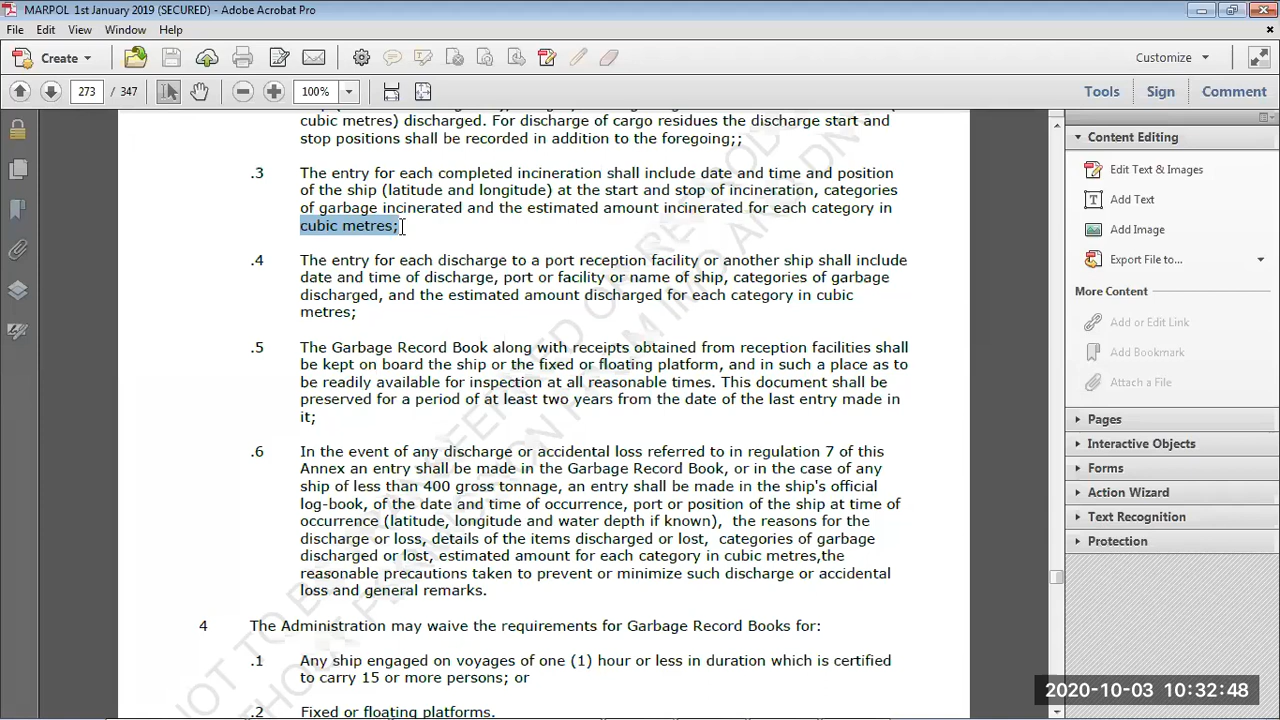 MARPOL 1st January 2019 (SECURED) - Adobe Acrobat Pro
File Edit View Window Help
Create
Customize
273 / 347
100%
Tools Sign Comment
cubic metres) discharged. For discharge of cargo residues the discharge start and
stop positions shall be recorded in addition to the foregoing;;
.3 The entry for each completed incineration shall include date and time and position
of the ship (latitude and longitude) at the start and stop of incineration, categories
of garbage incinerated and the estimated amount incinerated for each category in
cubic metres;
.4 The entry for each discharge to a port reception facility or another ship shall include
date and time of discharge, port or facility or name of ship, categories of garbage
discharged, and the estimated amount discharged for each category in cubic
metres;
.5 The Garbage Record Book along with receipts obtained from reception facilities shall
be kept on board the ship or the fixed or floating platform, and in such a place as to
be readily available for inspection at all reasonable times. This document shall be
preserved for a period of at least two years from the date of the last entry made in
it;
.6 In the event of any discharge or accidental loss referred to in regulation 7 of this
Annex an entry shall be made in the Garbage Record Book, or in the case of any
ship of less than 400 gross tonnage, an entry shall be made in the ship's official
log-book, of the date and time of occurrence, port or position of the ship at time of
occurrence (latitude, longitude and water depth if known), the reasons for the
discharge or loss, details of the items discharged or lost, categories of garbage
discharged or lost, estimated amount for each category in cubic metres,the
reasonable precautions taken to prevent or minimize such discharge or accidental
loss and general remarks.
4 The Administration may waive the requirements for Garbage Record Books for:
.1 Any ship engaged on voyages of one (1) hour or less in duration which is certified
to carry 15 or more persons; or
.2 Fixed or floating platforms.
Content Editing
Edit Text & Images
Add Text
Add Image
Export File to...
More Content
Add or Edit Link
Add Bookmark
Attach a File
Pages
Interactive Objects
Forms
Action Wizard
Text Recognition
Protection
2020-10-03 10:32:48